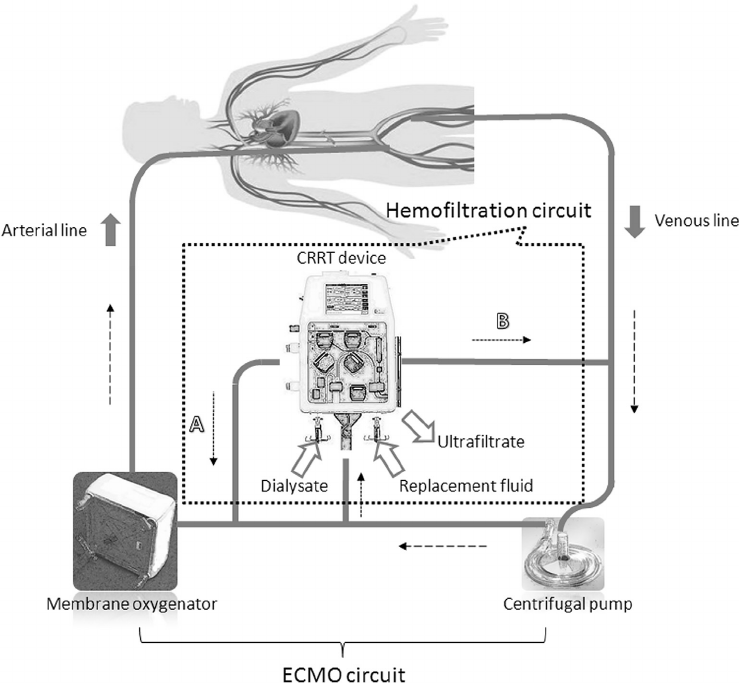 Hemofiltration circuit
Arterial line
Venous line
CRRT device
B
A
Ultrafiltrate
Dialysate
Replacement fluid
Membrane oxygenator
Centrifugal pump
ECMO circuit